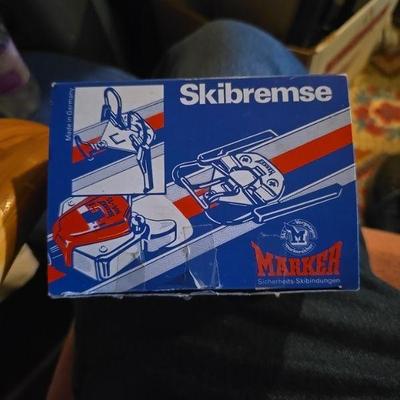 Skibremse
Made in Germany
MARKER
Sicherheits-Skibindungen